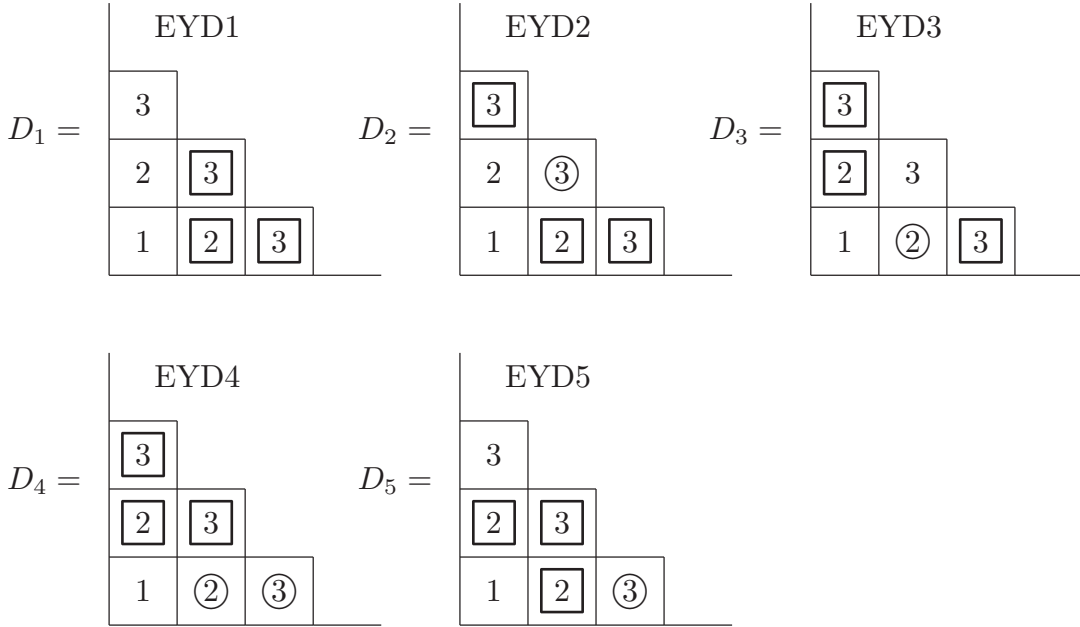 EYD1 EYD2 EYD3
3 3 3
D₁ = 2 3 D₂ = 2 ③ D₃ = 2 3
1 2 3 1 2 3 1 ② 3
EYD4 EYD5
3 3
D₄ = 2 3 D₅ = 2 3
1 ② ③ 1 2 ③